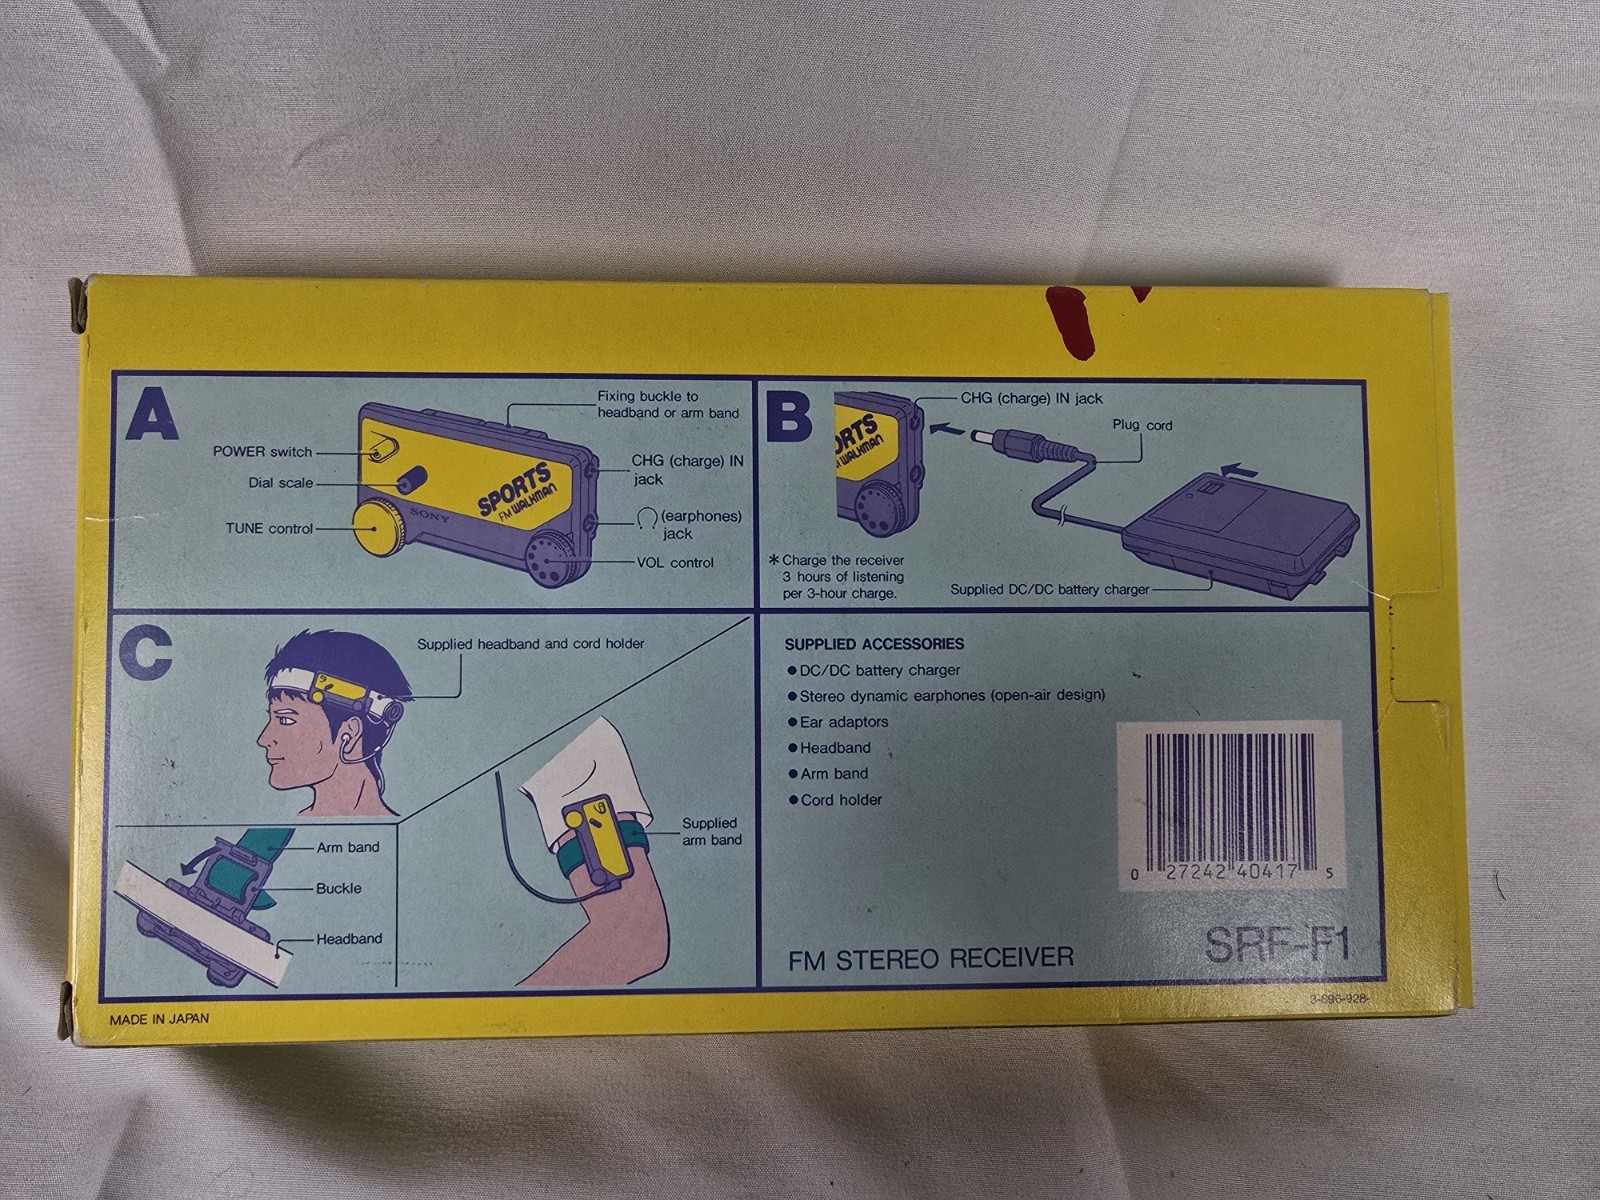 A
Fixing buckle to
headband or arm band
POWER switch
Dial scale
TUNE control
CHG (charge) IN
jack
(earphones)
jack
VOL control
SONY
SPORTS
FM WALKMAN
B
CHG (charge) IN jack
Plug cord
ORTS
WALKMAN
* Charge the receiver
3 hours of listening
per 3-hour charge.
Supplied DC/DC battery charger
C
Supplied headband and cord holder
Arm band
Buckle
Headband
Supplied
arm band
SUPPLIED ACCESSORIES
● DC/DC battery charger
● Stereo dynamic earphones (open-air design)
● Ear adaptors
● Headband
● Arm band
● Cord holder
0 27242 40417 5
FM STEREO RECEIVER
SRF-F1
3-896-928-
MADE IN JAPAN